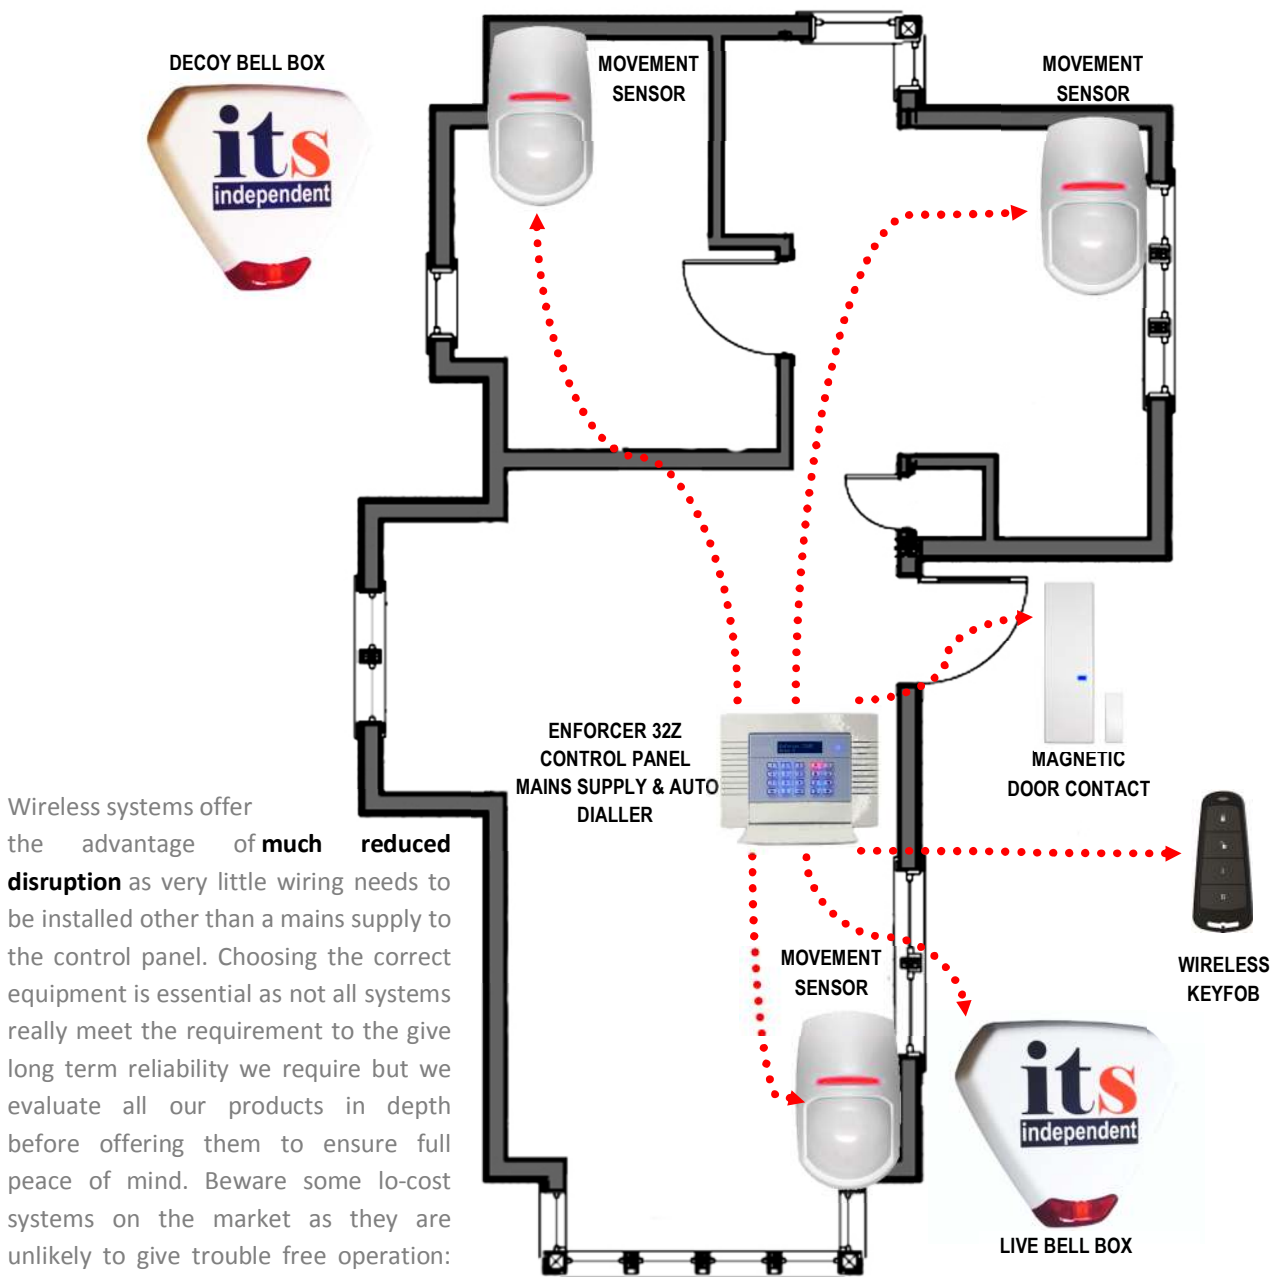 DECOY BELL BOX
its
independent
MOVEMENT
SENSOR
MOVEMENT
SENSOR
ENFORCER 32Z
CONTROL PANEL
MAINS SUPPLY & AUTO
DIALLER
MAGNETIC
DOOR CONTACT
WIRELESS
KEYFOB
MOVEMENT
SENSOR
its
independent
LIVE BELL BOX
Wireless systems offer
the advantage of much reduced
disruption as very little wiring needs to
be installed other than a mains supply to
the control panel. Choosing the correct
equipment is essential as not all systems
really meet the requirement to the give
long term reliability we require but we
evaluate all our products in depth
before offering them to ensure full
peace of mind. Beware some lo-cost
systems on the market as they are
unlikely to give trouble free operation: